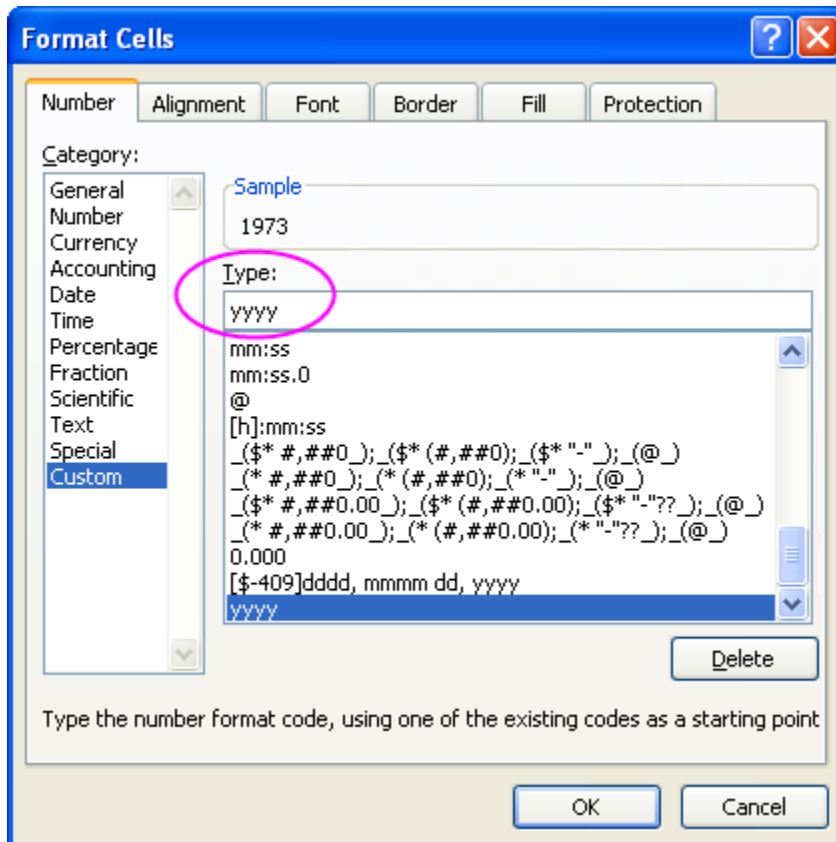 Format Cells
Number Alignment Font Border Fill Protection
Category:
General
Number
Currency
Accounting
Date
Time
Percentage
Fraction
Scientific
Text
Special
Custom
Sample
1973
Type:
yyyy
mm:ss
mm:ss.0
@
[h]:mm:ss
_($* #,##0_);_($* (#,##0);_($* "-"_);_(@_)
_(* #,##0_);_(* (#,##0);_(* "-"_);_(@_)
_($* #,##0.00_);_($* (#,##0.00);_($* "-"??_);_(@_)
_(* #,##0.00_);_(* (#,##0.00);_(* "-"??_);_(@_)
0.000
[$-409]dddd, mmmm dd, yyyy
yyyy
Delete
Type the number format code, using one of the existing codes as a starting point
OK Cancel